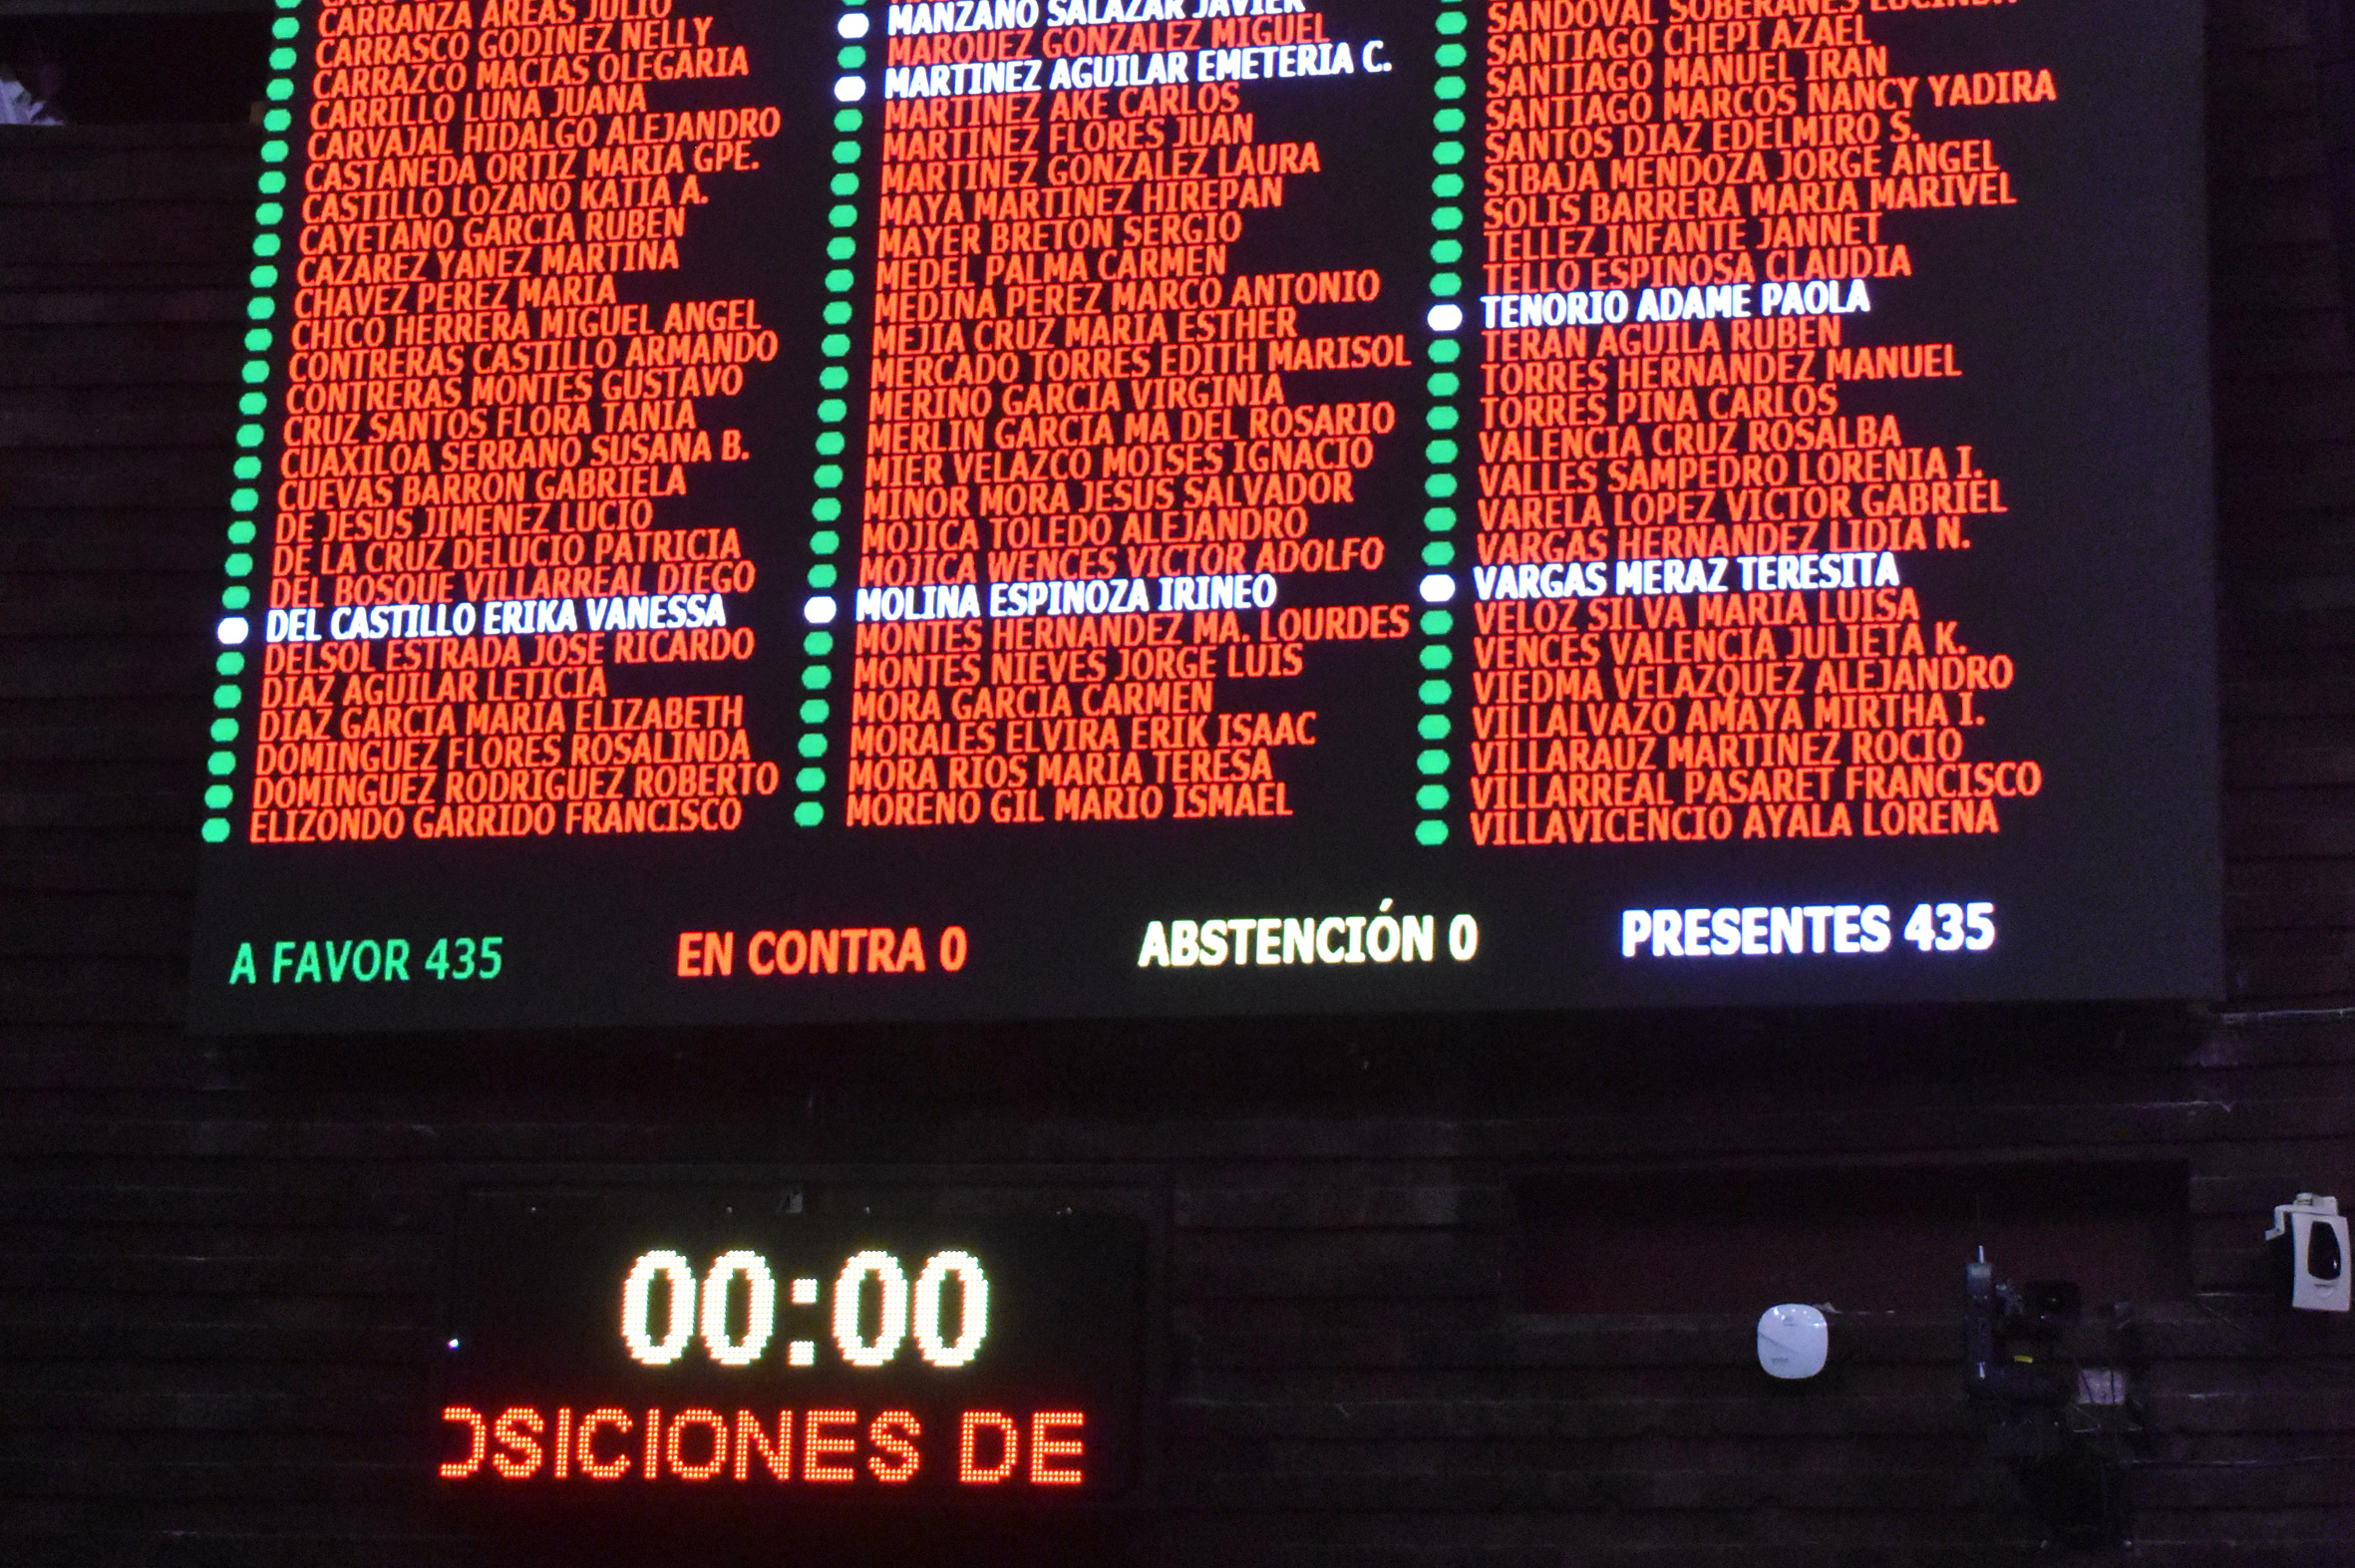 CARRANZA AREAS JULIO
CARRASCO GODINEZ NELLY
CARRAZCO MACIAS OLEGARIA
CARRILLO LUNA JUANA
CARVAJAL HIDALGO ALEJANDRO
CASTANEDA ORTIZ MARIA GPE.
CASTILLO LOZANO KATIA A.
CAYETANO GARCIA RUBEN
CAZAREZ YANEZ MARTINA
CHAVEZ PEREZ MARIA
CHICO HERRERA MIGUEL ANGEL
CONTRERAS CASTILLO ARMANDO
CONTRERAS MONTES GUSTAVO
CRUZ SANTOS FLORA TANIA
CUAXILOA SERRANO SUSANA B.
CUEVAS BARRON GABRIELA
DE JESUS JIMENEZ LUCIO
DE LA CRUZ DELUCIO PATRICIA
DEL BOSQUE VILLARREAL DIEGO
DEL CASTILLO ERIKA VANESSA
DELSOL ESTRADA JOSE RICARDO
DIAZ AGUILAR LETICIA
DIAZ GARCIA MARIA ELIZABETH
DOMINGUEZ FLORES ROSALINDA
DOMINGUEZ RODRIGUEZ ROBERTO
ELIZONDO GARRIDO FRANCISCO
MANZANO SALAZAR JAVIER
MARQUEZ GONZALEZ MIGUEL
MARTINEZ AGUILAR EMETERIA C.
MARTINEZ AKE CARLOS
MARTINEZ FLORES JUAN
MARTINEZ GONZALEZ LAURA
MAYA MARTINEZ HIREPAN
MAYER BRETON SERGIO
MEDEL PALMA CARMEN
MEDINA PEREZ MARCO ANTONIO
MEJIA CRUZ MARIA ESTHER
MERCADO TORRES EDITH MARISOL
MERINO GARCIA VIRGINIA
MERLIN GARCIA MA DEL ROSARIO
MIER VELAZCO MOISES IGNACIO
MINOR MORA JESUS SALVADOR
MOJICA TOLEDO ALEJANDRO
MOJICA WENCES VICTOR ADOLFO
MOLINA ESPINOZA IRINEO
MONTES HERNANDEZ MA. LOURDES
MONTES NIEVES JORGE LUIS
MORA GARCIA CARMEN
MORALES ELVIRA ERIK ISAAC
MORA RIOS MARIA TERESA
MORENO GIL MARIO ISMAEL
SANDOVAL SOBERANES LUCINDA
SANTIAGO CHEPI AZAEL
SANTIAGO MANUEL IRAN
SANTIAGO MARCOS NANCY YADIRA
SANTOS DIAZ EDELMIRO S.
SIBAJA MENDOZA JORGE ANGEL
SOLIS BARRERA MARIA MARIVEL
TELLEZ INFANTE JANNET
TELLO ESPINOSA CLAUDIA
TENORIO ADAME PAOLA
TERAN AGUILA RUBEN
TORRES HERNANDEZ MANUEL
TORRES PINA CARLOS
VALENCIA CRUZ ROSALBA
VALLES SAMPEDRO LORENIA I.
VARELA LOPEZ VICTOR GABRIEL
VARGAS HERNANDEZ LIDIA N.
VARGAS MERAZ TERESITA
VELOZ SILVA MARIA LUISA
VENCES VALENCIA JULIETA K.
VIEDMA VELAZQUEZ ALEJANDRO
VILLALVAZO AMAYA MIRTHA I.
VILLARAUZ MARTINEZ ROCIO
VILLARREAL PASARET FRANCISCO
VILLAVICENCIO AYALA LORENA
A FAVOR 435 EN CONTRA 0 ABSTENCIÓN 0 PRESENTES 435
00:00
OSICIONES DE